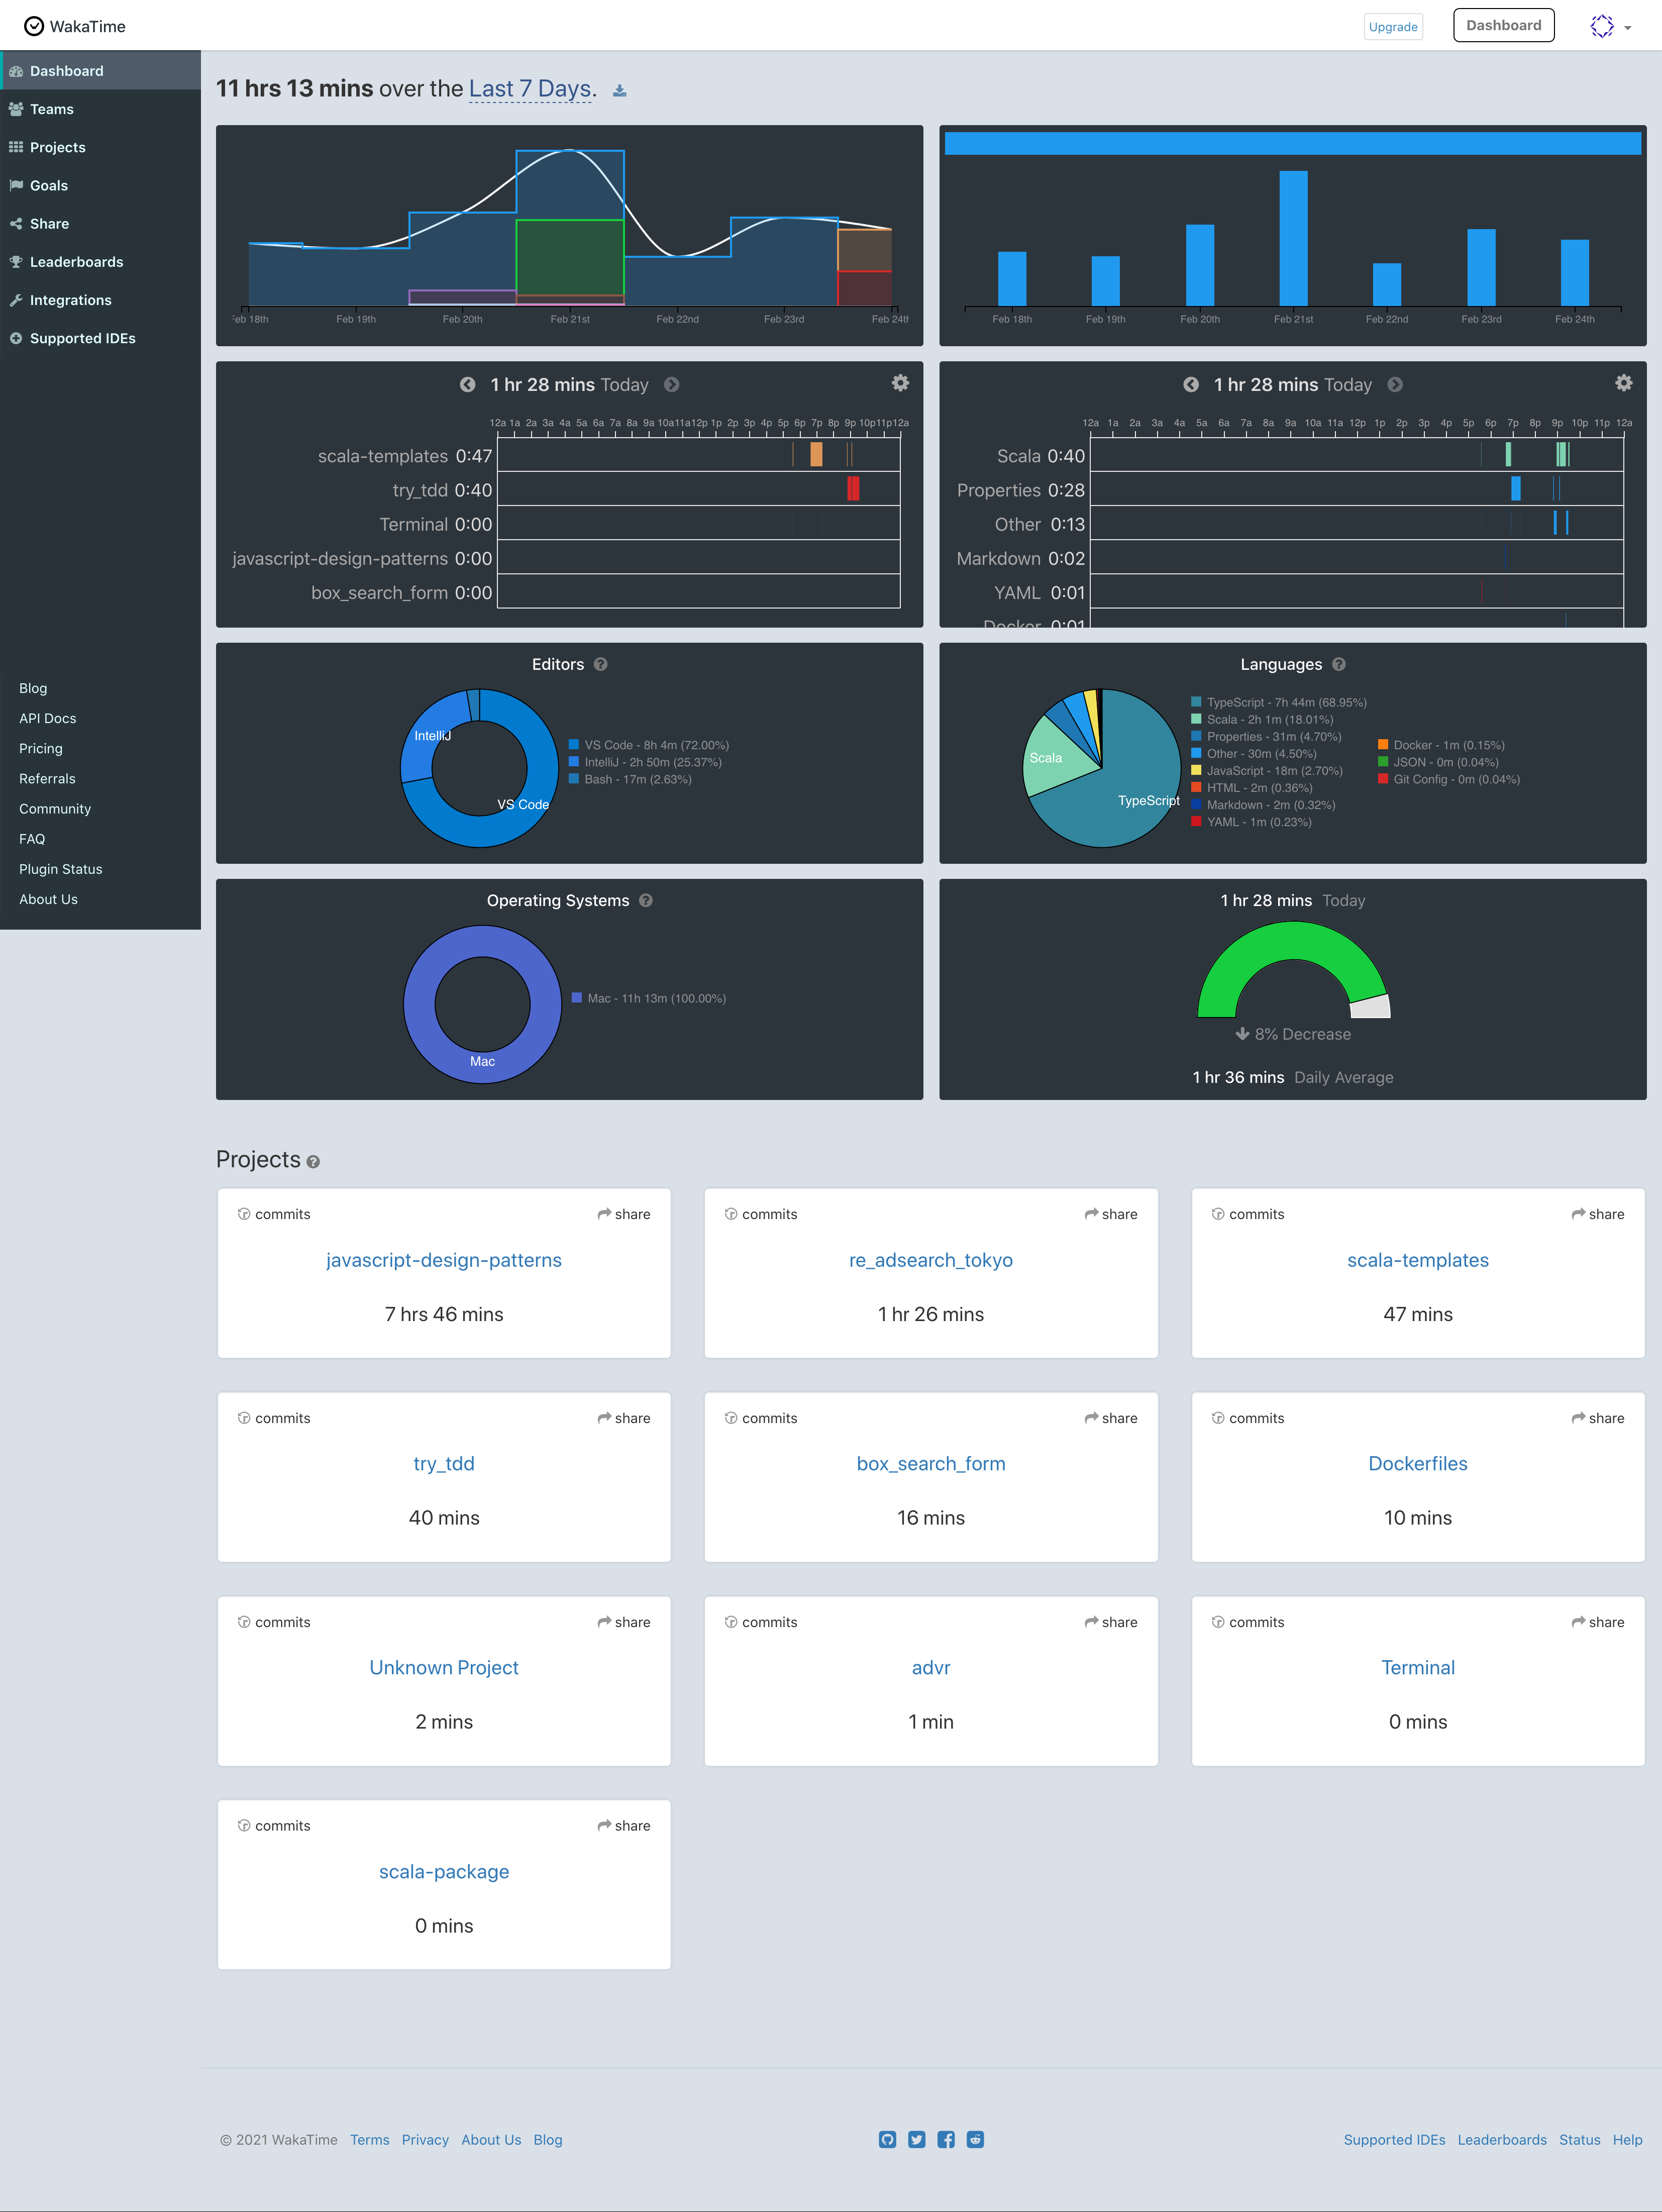 WakaTime
Upgrade
Dashboard
Dashboard
Teams
Projects
Goals
Share
Leaderboards
Integrations
Supported IDEs
Blog
API Docs
Pricing
Referrals
Community
FAQ
Plugin Status
About Us
11 hrs 13 mins over the Last 7 Days.
Feb 19th Feb 20th Feb 21st Feb 22nd Feb 23rd
Feb 18th Feb 19th Feb 20th Feb 21st Feb 22nd Feb 23rd Feb 24th
1 hr 28 mins Today
12a 1a 2a 3a 4a 5a 6a 7a 8a 9a 10a 11a 12p 1p 2p 3p 4p 5p 6p 7p 8p 9p 10p 11p 12a
scala-templates 0:47
try_tdd 0:40
Terminal 0:00
javascript-design-patterns 0:00
box_search_form 0:00
1 hr 28 mins Today
12a 1a 2a 3a 4a 5a 6a 7a 8a 9a 10a 11a 12p 1p 2p 3p 4p 5p 6p 7p 8p 9p 10p 11p 12a
Scala 0:40
Properties 0:28
Other 0:13
Markdown 0:02
YAML 0:01
Docker 0:01
Editors
IntelliJ
VS Code
VS Code - 8h 4m (72.00%)
IntelliJ - 2h 50m (25.37%)
Bash - 17m (2.63%)
Languages
Scala
TypeScript
TypeScript - 7h 44m (68.95%)
Scala - 2h 1m (18.01%)
Properties - 31m (4.70%)
Other - 30m (4.50%)
JavaScript - 18m (2.70%)
HTML - 2m (0.36%)
Markdown - 2m (0.32%)
YAML - 1m (0.23%)
Docker - 1m (0.15%)
JSON - 0m (0.04%)
Git Config - 0m (0.04%)
Operating Systems
Mac
Mac - 11h 13m (100.00%)
1 hr 28 mins Today
8% Decrease
1 hr 36 mins Daily Average
Projects
commits share
javascript-design-patterns
7 hrs 46 mins
commits share
re_adsearch_tokyo
1 hr 26 mins
commits share
scala-templates
47 mins
commits share
try_tdd
40 mins
commits share
box_search_form
16 mins
commits share
Dockerfiles
10 mins
commits share
Unknown Project
2 mins
commits share
advr
1 min
commits share
Terminal
0 mins
commits share
scala-package
0 mins
© 2021 WakaTime Terms Privacy About Us Blog
Supported IDEs Leaderboards Status Help